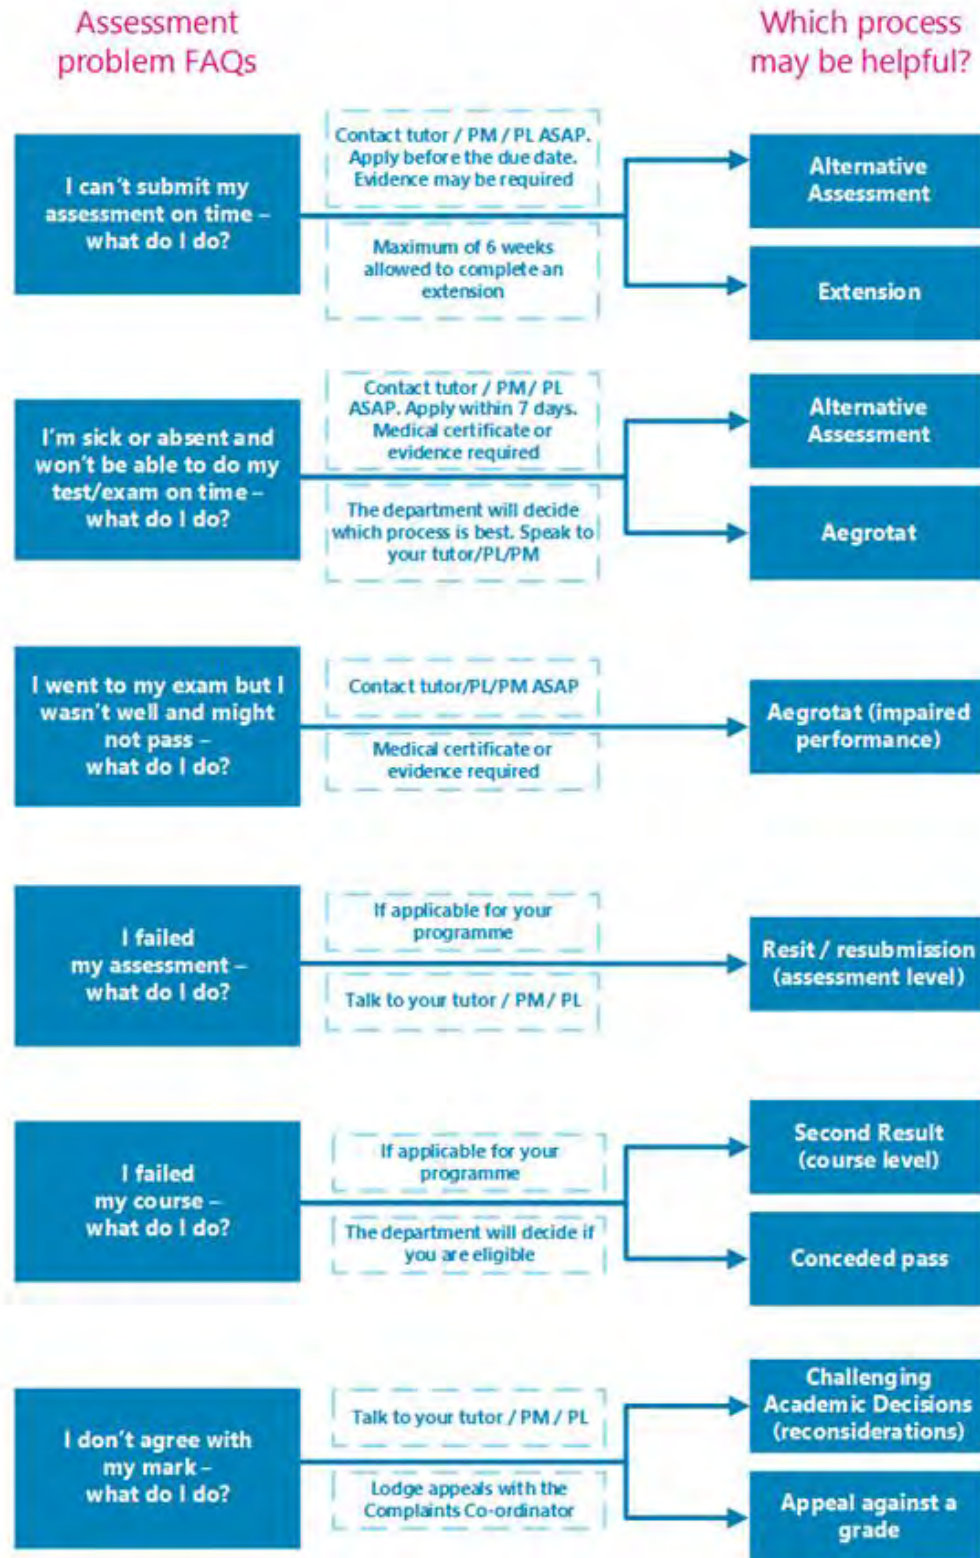 Assessment
problem FAQs
Which process
may be helpful?
I can't submit my
assessment on time –
what do I do?
Contact tutor / PM / PL ASAP.
Apply before the due date.
Evidence may be required
Maximum of 6 weeks
allowed to complete an
extension
Alternative
Assessment
Extension
I'm sick or absent and
won't be able to do my
test/exam on time –
what do I do?
Contact tutor / PM/ PL
ASAP. Apply within 7 days.
Medical certificate or
evidence required
The department will decide
which process is best. Speak to
your tutor/PL/PM
Alternative
Assessment
Aegrotat
I went to my exam but I
wasn't well and might
not pass –
what do I do?
Contact tutor/PL/PM ASAP
Medical certificate or
evidence required
Aegrotat (impaired
performance)
I failed
my assessment –
what do I do?
If applicable for your
programme
Talk to your tutor / PM / PL
Resit / resubmission
(assessment level)
I failed
my course –
what do I do?
If applicable for your
programme
The department will decide if
you are eligible
Second Result
(course level)
Conceded pass
I don't agree with
my mark –
what do I do?
Talk to your tutor / PM / PL
Lodge appeals with the
Complaints Co-ordinator
Challenging
Academic Decisions
(reconsiderations)
Appeal against a
grade